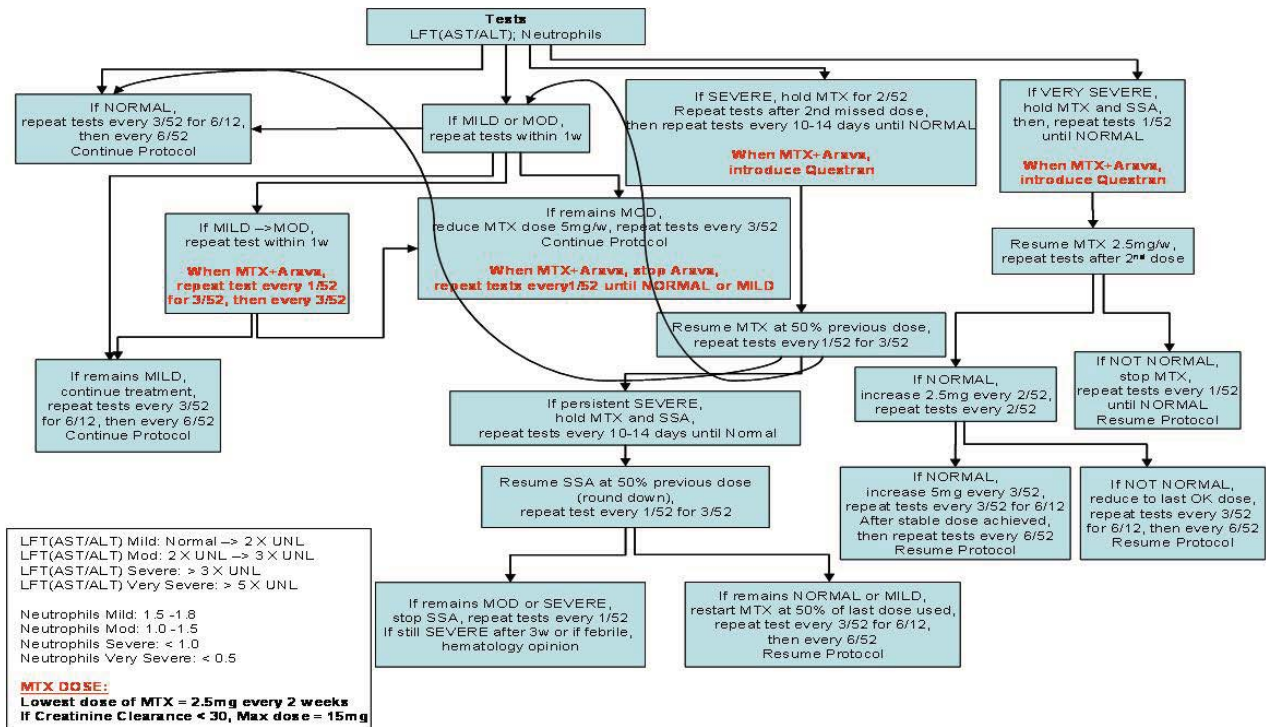 Tests
LFT(AST/ALT); Neutrophils
If NORMAL,
repeat tests every 3/52 for 6/12,
then every 6/52
Continue Protocol
If MILD or MOD,
repeat tests within 1w
If SEVERE, hold MTX for 2/52
Repeat tests after 2nd missed dose,
then repeat tests every 10-14 days until NORMAL
When MTX+Arava,
introduce Questran
If VERY SEVERE,
hold MTX and SSA,
then, repeat tests 1/52
until NORMAL
When MTX+Arava,
introduce Questran
If MILD –>MOD,
repeat test within 1w
When MTX+Arava,
repeat test every 1/52
for 3/52, then every 3/52
If remains MOD,
reduce MTX dose 5mg/w, repeat tests every 3/52
Continue Protocol
When MTX+Arava, stop Arava,
repeat tests every1/52 until NORMAL or MILD
Resume MTX 2.5mg/w,
repeat tests after 2nd dose
Resume MTX at 50% previous dose,
repeat tests every1/52 for 3/52
If remains MILD,
continue treatment,
repeat tests every 3/52
for 6/12, then every 6/52
Continue Protocol
If persistent SEVERE,
hold MTX and SSA,
repeat tests every 10-14 days until Normal
If NORMAL,
increase 2.5mg every 2/52,
repeat tests every 2/52
If NOT NORMAL,
stop MTX,
repeat tests every 1/52
until NORMAL
Resume Protocol
Resume SSA at 50% previous dose
(round down),
repeat test every 1/52 for 3/52
If NORMAL,
increase 5mg every 3/52,
repeat tests every 3/52 for 6/12
After stable dose achieved,
then repeat tests every 6/52
Resume Protocol
If NOT NORMAL,
reduce to last OK dose,
repeat tests every 3/52
for 6/12, then every 6/52
Resume Protocol
If remains MOD or SEVERE,
stop SSA, repeat tests every 1/52
If still SEVERE after 3w or if febrile,
hematology opinion
If remains NORMAL or MILD,
restart MTX at 50% of last dose used,
repeat test every 3/52 for 6/12,
then every 6/52
Resume Protocol
LFT(AST/ALT) Mild: Normal –> 2 X UNL
LFT(AST/ALT) Mod: 2 X UNL –> 3 X UNL
LFT(AST/ALT) Severe: > 3 X UNL
LFT(AST/ALT) Very Severe: > 5 X UNL
Neutrophils Mild: 1.5 -1.8
Neutrophils Mod: 1.0 -1.5
Neutrophils Severe: < 1.0
Neutrophils Very Severe: < 0.5
MTX DOSE:
Lowest dose of MTX = 2.5mg every 2 weeks
If Creatinine Clearance < 30, Max dose = 15mg